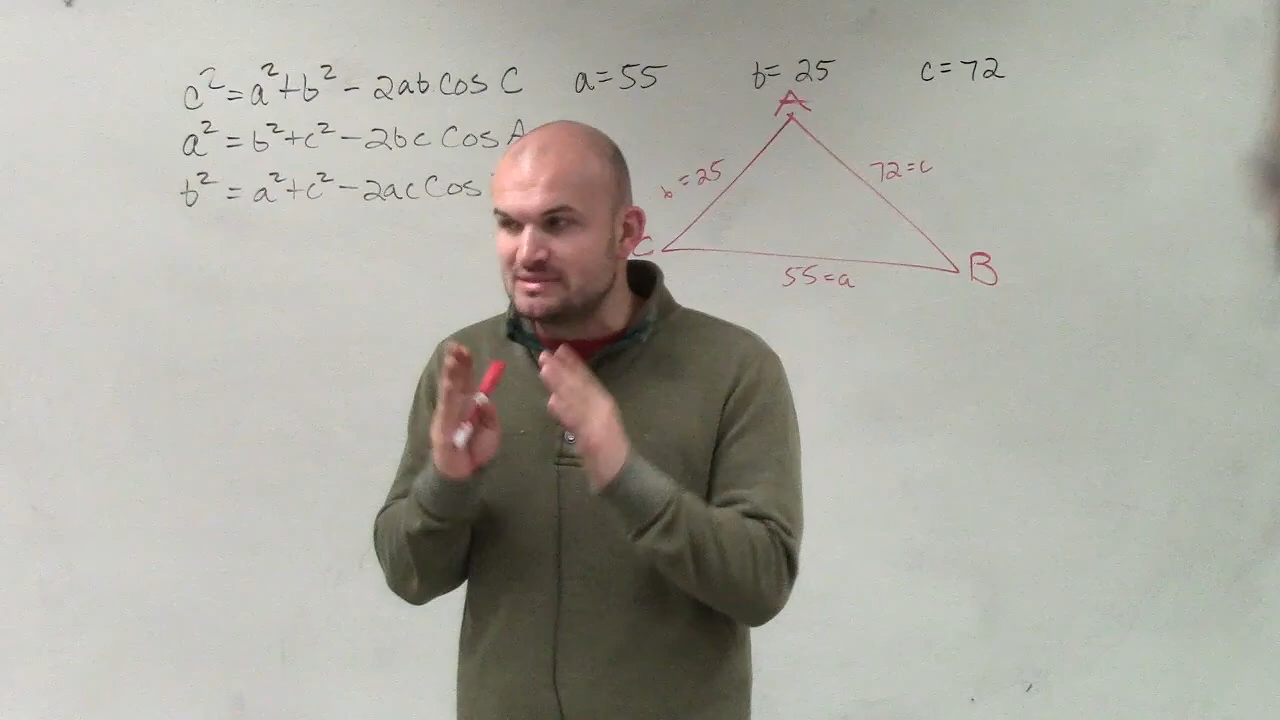 c² = a² + b² - 2ab cos C a = 55 b = 25 c = 72
a² = b² + c² - 2bc Cos A
b² = a² + c² - 2ac Cos
A
b = 25 72 = c
C B
55 = a